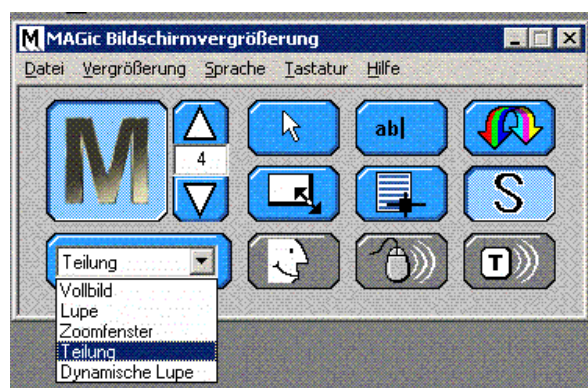 MAGic Bildschirmvergrößerung
Datei Vergrößerung Sprache Tastatur Hilfe
M
4
ab
S
Teilung
T
Vollbild
Lupe
Zoomfenster
Teilung
Dynamische Lupe